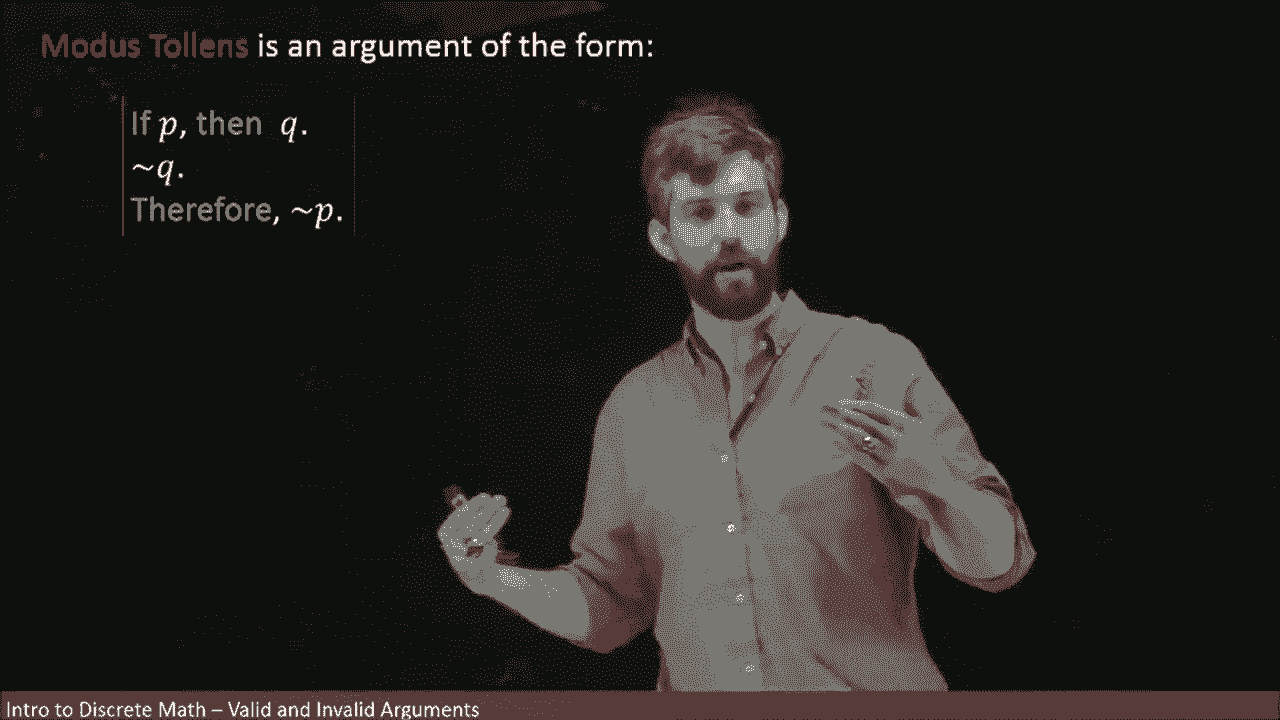 Modus Tollens is an argument of the form:
If p, then q.
~q.
Therefore, ~p.
Intro to Discrete Math – Valid and Invalid Arguments